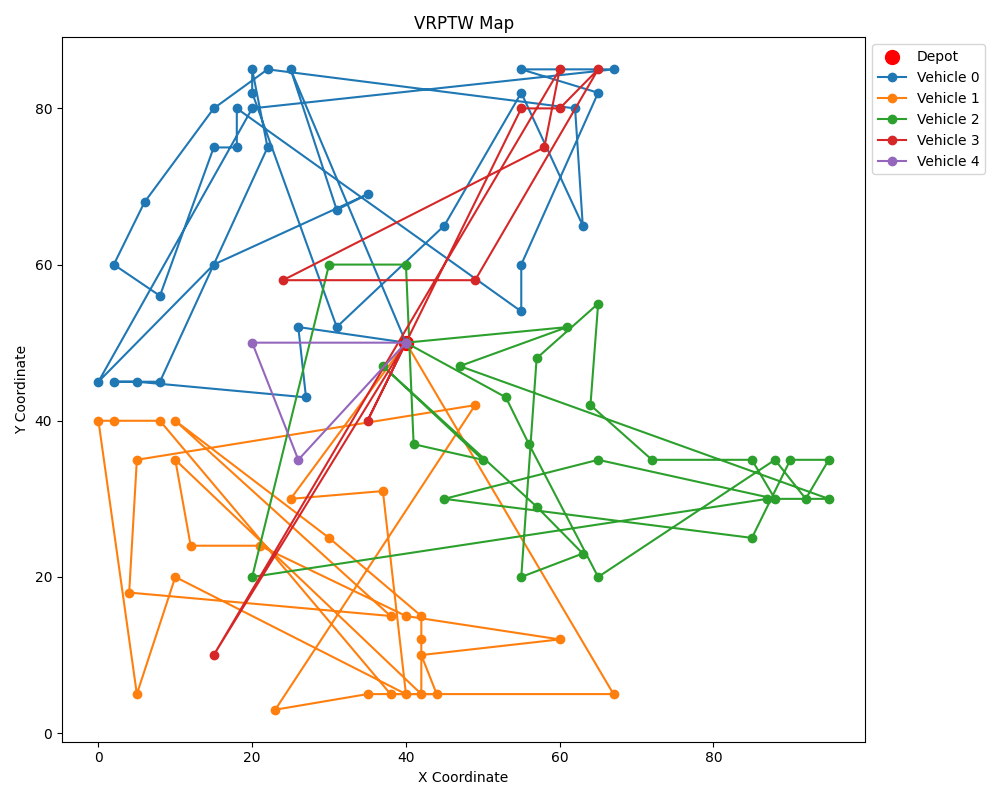 VRPTW Map
Depot
Vehicle 0
Vehicle 1
Vehicle 2
Vehicle 3
Vehicle 4
Y Coordinate
80
60
40
20
0
0 20 40 60 80
X Coordinate